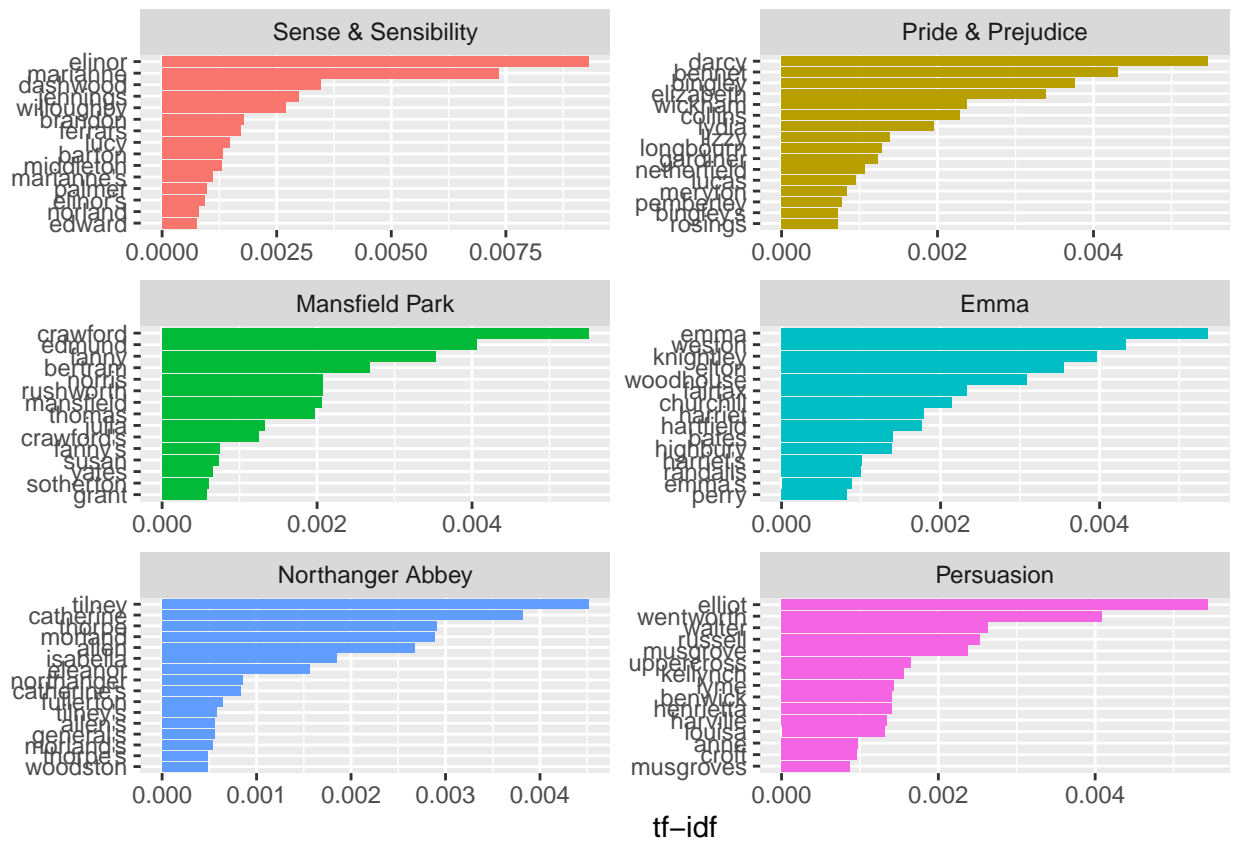 Sense & Sensibility
elinor
marianne
dashwood
jennings
willoughby
brandon
ferrars
lucy
barton
middleton
marianne's
palmer
elinor's
norland
edward
0.0000 0.0025 0.0050 0.0075
Pride & Prejudice
darcy
bennet
bingley
elizabeth
wickham
collins
lydia
lizzy
longbourn
gardiner
netherfield
lucas
meryton
pemberley
bingley's
rosings
0.000 0.002 0.004
Mansfield Park
crawford
edmund
fanny
bertram
norris
rushworth
mansfield
thomas
julia
crawford's
fanny's
susan
yates
sotherton
grant
0.000 0.002 0.004
Emma
emma
weston
knightley
elton
woodhouse
fairfax
churchill
harriet
hartfield
bates
highbury
harriet's
randalls
emma's
perry
0.000 0.002 0.004
Northanger Abbey
tilney
catherine
thorpe
morland
allen
isabella
eleanor
northanger
catherine's
fullerton
tilney's
allen's
general's
morland's
thorpe's
woodston
0.000 0.001 0.002 0.003 0.004
Persuasion
elliot
wentworth
walter
russell
musgrove
uppercross
kellynch
lyme
benwick
henrietta
harville
louisa
anne
croft
musgroves
0.000 0.002 0.004
tf−idf